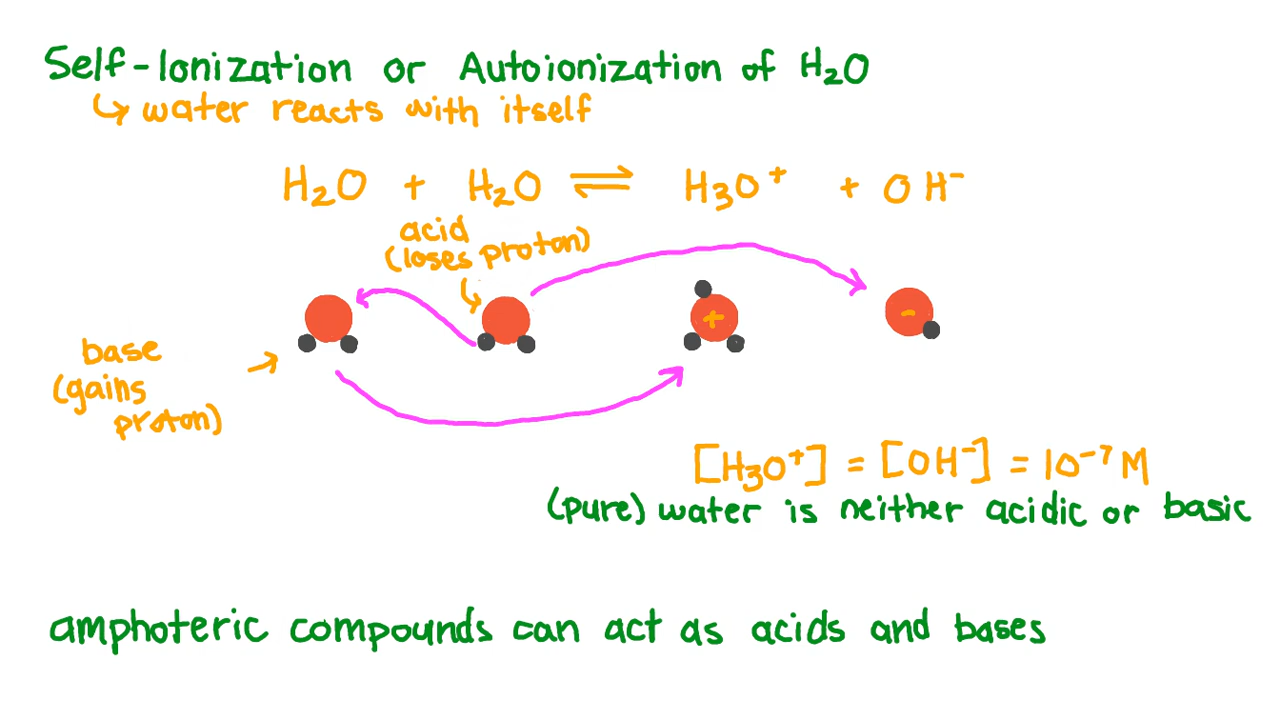 Self-Ionization or Autoionization of H₂O
↳ water reacts with itself
H₂O + H₂O ⇌ H₃O⁺ + OH⁻
acid
(loses proton)
+
-
base
(gains
proton)
[H₃O⁺] = [OH⁻] = 10⁻⁷ M
(pure) water is neither acidic or basic
amphoteric compounds can act as acids and bases